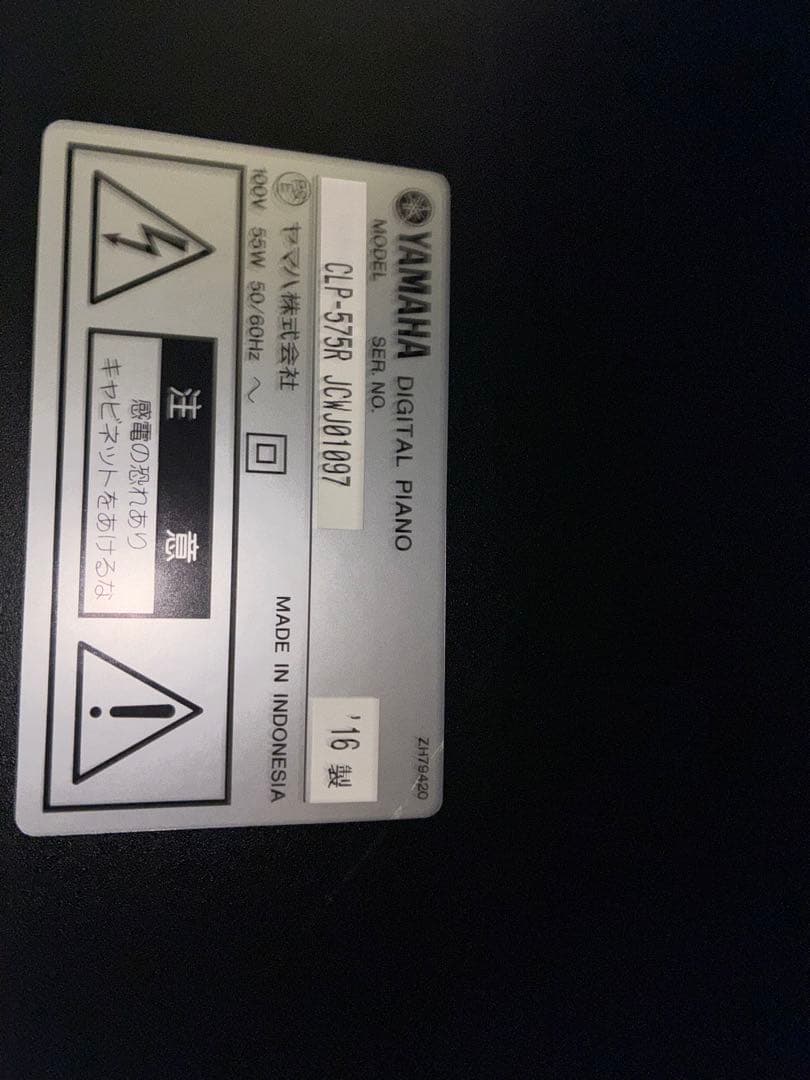 YAMAHA DIGITAL PIANO
ZH79420
MODEL SER. NO.
CLP-575R JCWJ01097
'16 製
ヤマハ株式会社
MADE IN INDONESIA
100V 55W 50/60Hz ～
注意
感電の恐れあり
キャビネットをあけるな